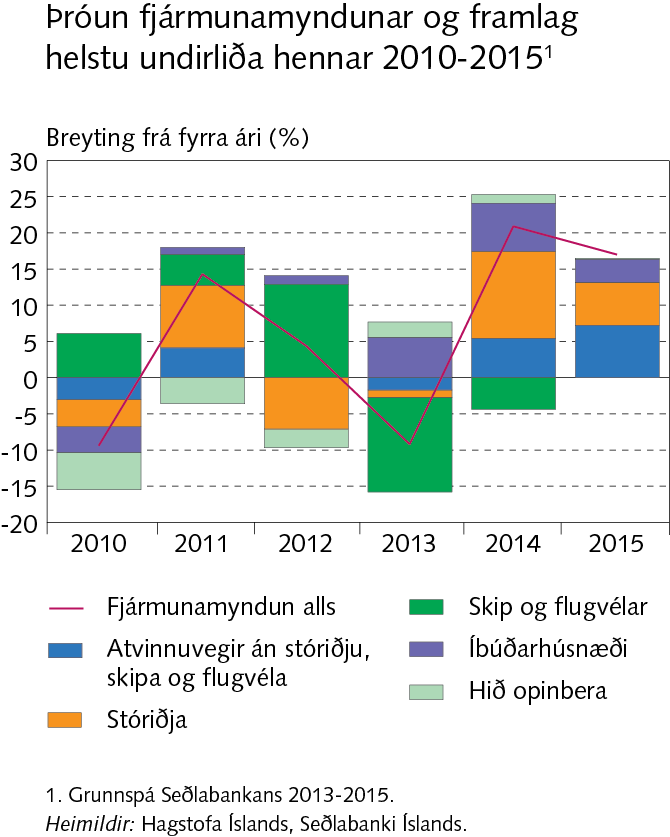 Þróun fjármunamyndunar og framlag
helstu undirliða hennar 2010-2015¹
Breyting frá fyrra ári (%)
30
25
20
15
10
5
0
-5
-10
-15
-20
2010 2011 2012 2013 2014 2015
Fjármunamyndun alls
Atvinnuvegir án stóriðju,
skipa og flugvéla
Stóriðja
Skip og flugvélar
Íbúðarhúsnæði
Hið opinbera
1. Grunnspá Seðlabankans 2013-2015.
Heimildir: Hagstofa Íslands, Seðlabanki Íslands.